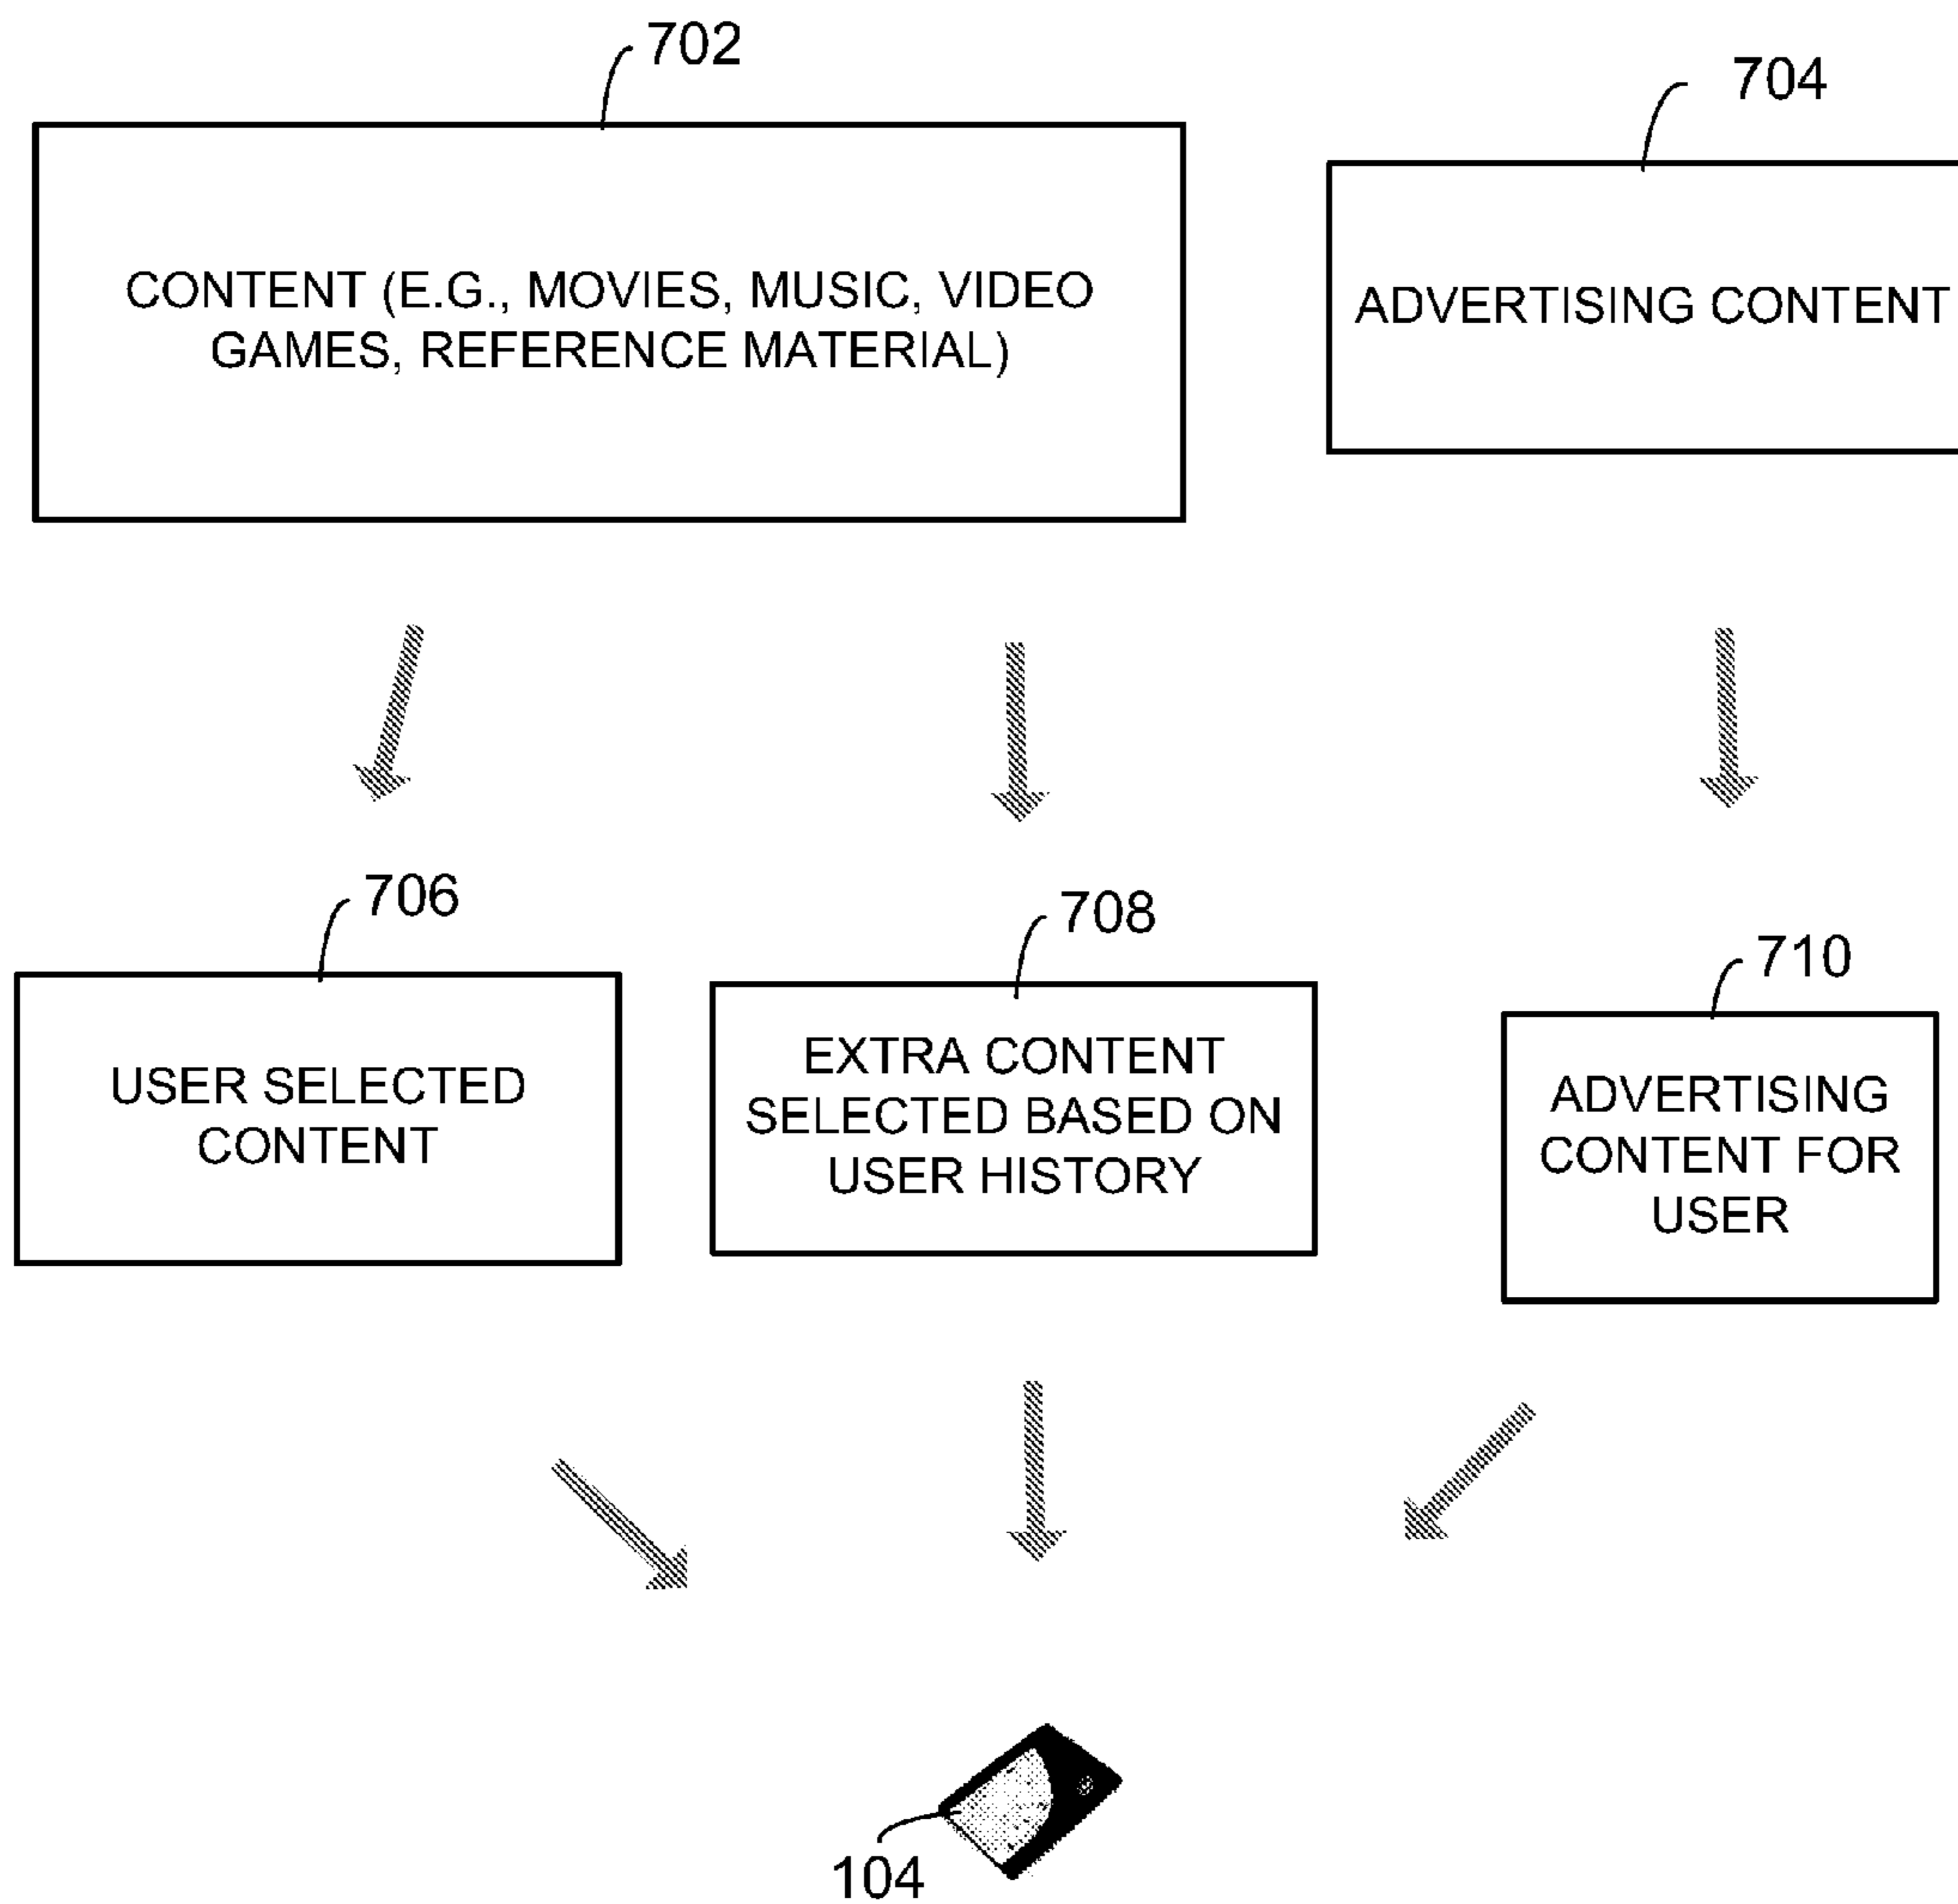 702
704
CONTENT (E.G., MOVIES, MUSIC, VIDEO
GAMES, REFERENCE MATERIAL)
ADVERTISING CONTENT
706
708
710
USER SELECTED
CONTENT
EXTRA CONTENT
SELECTED BASED ON
USER HISTORY
ADVERTISING
CONTENT FOR
USER
104